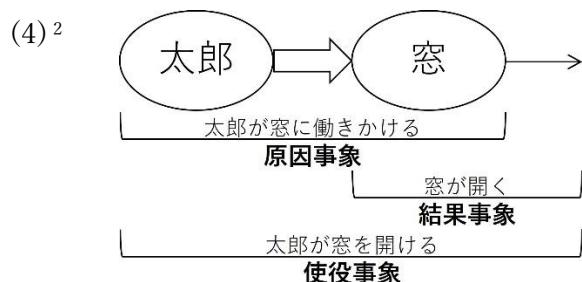 (4)²
太郎 窓
太郎が窓に働きかける
原因事象
窓が開く
結果事象
太郎が窓を開ける
使役事象